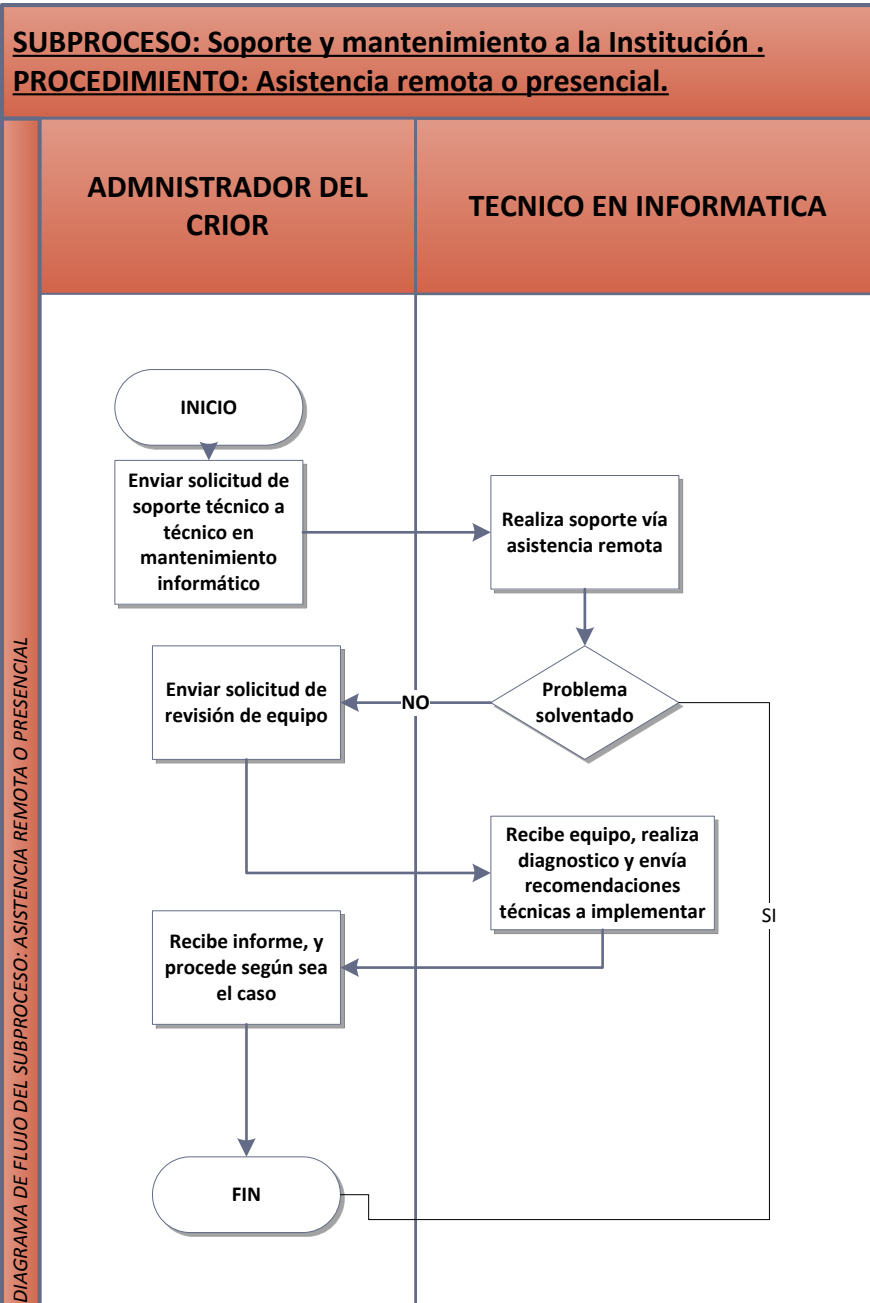 SUBPROCESO: Soporte y mantenimiento a la Institución .
PROCEDIMIENTO: Asistencia remota o presencial.
ADMNISTRADOR DEL
CRIOR
TECNICO EN INFORMATICA
INICIO
Enviar solicitud de
soporte técnico a
técnico en
mantenimiento
informático
Realiza soporte vía
asistencia remota
Problema
solventado
NO
Enviar solicitud de
revisión de equipo
Recibe equipo, realiza
diagnostico y envía
recomendaciones
técnicas a implementar
SI
Recibe informe, y
procede según sea
el caso
FIN
DIAGRAMA DE FLUJO DEL SUBPROCESO: ASISTENCIA REMOTA O PRESENCIAL